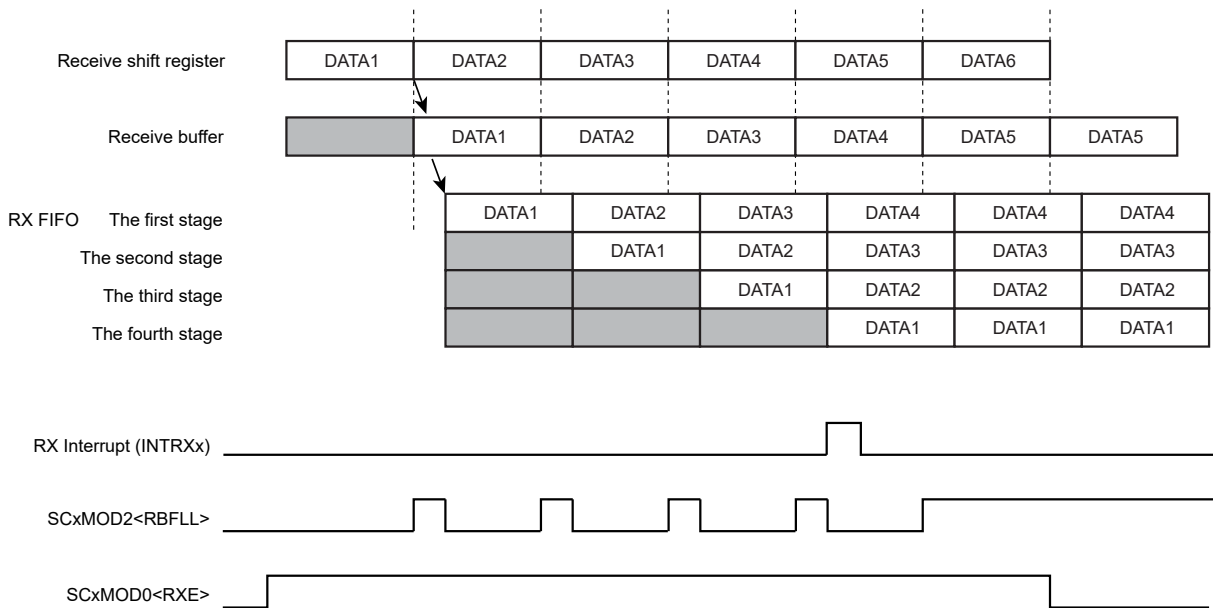 Receive shift register DATA1 DATA2 DATA3 DATA4 DATA5 DATA6
Receive buffer DATA1 DATA2 DATA3 DATA4 DATA5 DATA5
RX FIFO The first stage DATA1 DATA2 DATA3 DATA4 DATA4 DATA4
The second stage DATA1 DATA2 DATA3 DATA3 DATA3
The third stage DATA1 DATA2 DATA2 DATA2
The fourth stage DATA1 DATA1 DATA1
RX Interrupt (INTRXx)
SCxMOD2<RBFLL>
SCxMOD0<RXE>